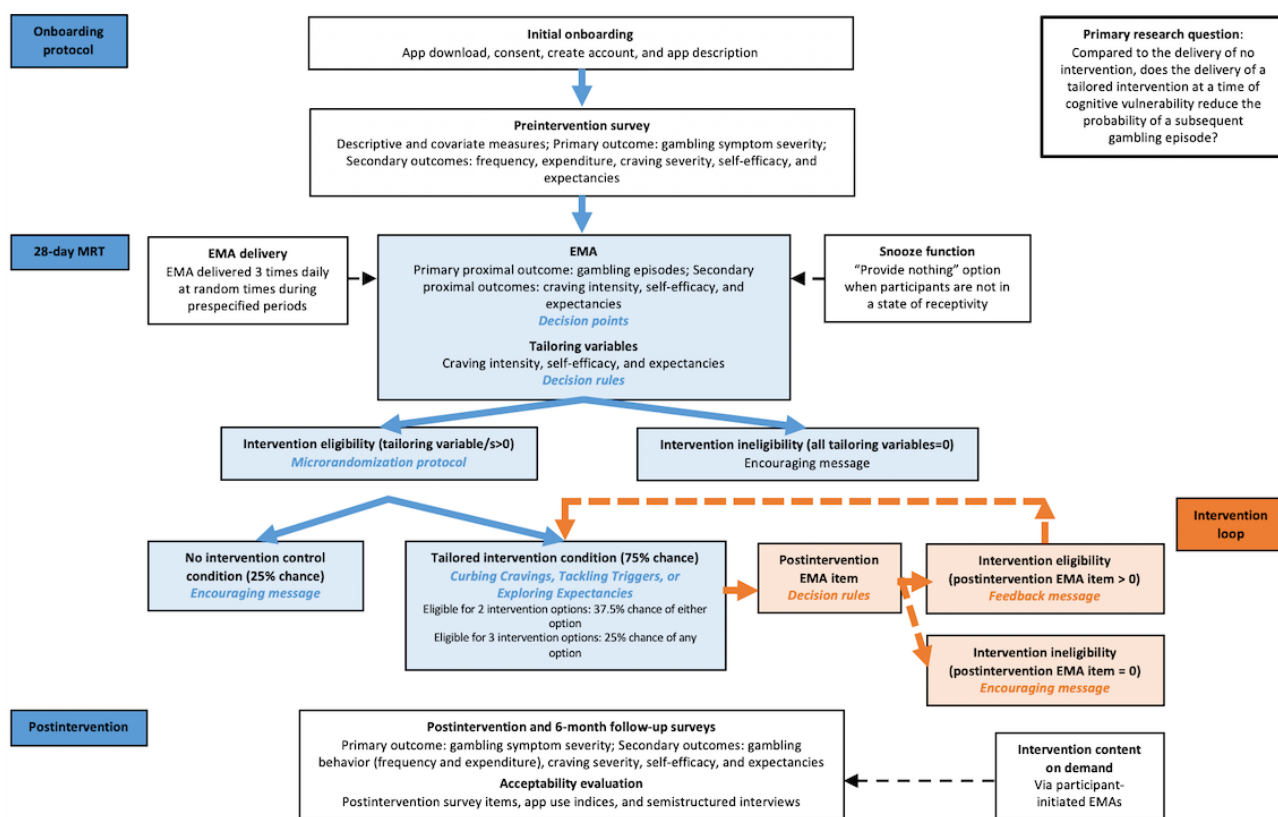 Onboarding
protocol
Initial onboarding
App download, consent, create account, and app description
Primary research question:
Compared to the delivery of no
intervention, does the delivery of a
tailored intervention at a time of
cognitive vulnerability reduce the
probability of a subsequent
gambling episode?
Preintervention survey
Descriptive and covariate measures; Primary outcome: gambling symptom severity;
Secondary outcomes: frequency, expenditure, craving severity, self-efficacy, and
expectancies
28-day MRT
EMA delivery
EMA delivered 3 times daily
at random times during
prespecified periods
EMA
Primary proximal outcome: gambling episodes; Secondary
proximal outcomes: craving intensity, self-efficacy, and
expectancies
Decision points
Tailoring variables
Craving intensity, self-efficacy, and expectancies
Decision rules
Snooze function
“Provide nothing” option
when participants are not in
a state of receptivity
Intervention eligibility (tailoring variable/s>0)
Microrandomization protocol
Intervention ineligibility (all tailoring variables=0)
Encouraging message
Intervention
loop
No intervention control
condition (25% chance)
Encouraging message
Tailored intervention condition (75% chance)
Curbing Cravings, Tackling Triggers, or
Exploring Expectancies
Eligible for 2 intervention options: 37.5% chance of either
option
Eligible for 3 intervention options: 25% chance of any
option
Postintervention
EMA item
Decision rules
Intervention eligibility
(postintervention EMA item > 0)
Feedback message
Intervention ineligibility
(postintervention EMA item = 0)
Encouraging message
Postintervention
Postintervention and 6-month follow-up surveys
Primary outcome: gambling symptom severity; Secondary outcomes: gambling
behavior (frequency and expenditure), craving severity, self-efficacy, and expectancies
Acceptability evaluation
Postintervention survey items, app use indices, and semistructured interviews
Intervention content
on demand
Via participant-
initiated EMAs